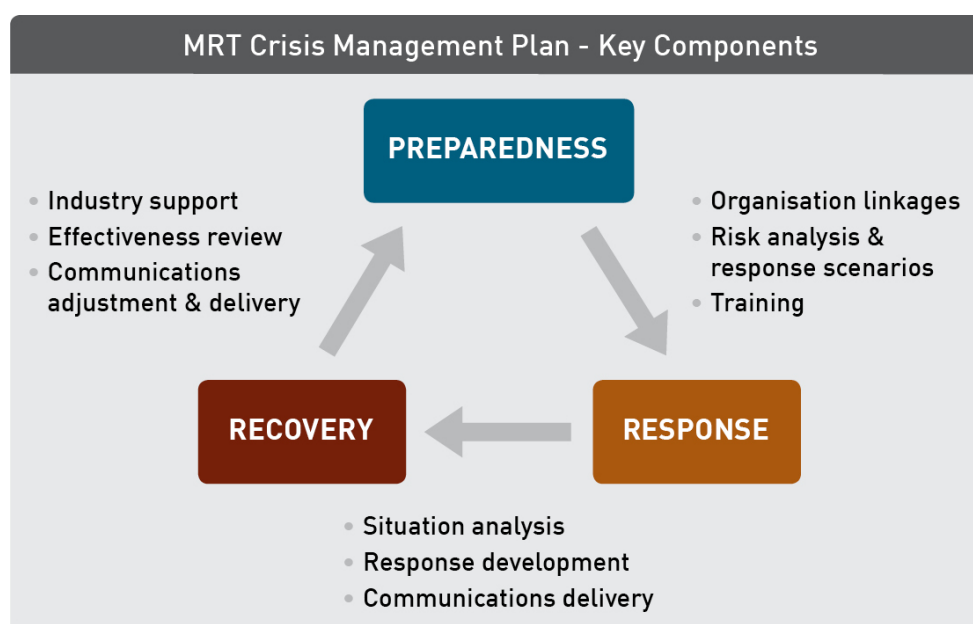 MRT Crisis Management Plan - Key Components
PREPAREDNESS
• Industry support
• Effectiveness review
• Communications
adjustment & delivery
• Organisation linkages
• Risk analysis &
response scenarios
• Training
RECOVERY
RESPONSE
• Situation analysis
• Response development
• Communications delivery